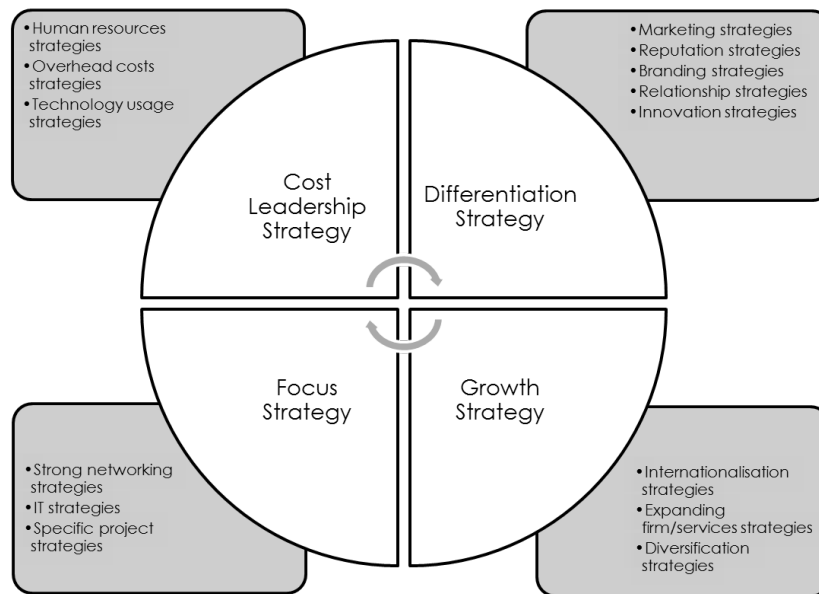 •Human resources
strategies
•Overhead costs
strategies
•Technology usage
strategies
•Marketing strategies
•Reputation strategies
•Branding strategies
•Relationship strategies
•Innovation strategies
Cost
Leadership
Strategy
Differentiation
Strategy
Focus
Strategy
Growth
Strategy
•Strong networking
strategies
•IT strategies
•Specific project
strategies
•Internationalisation
strategies
•Expanding
firm/services strategies
•Diversification
strategies